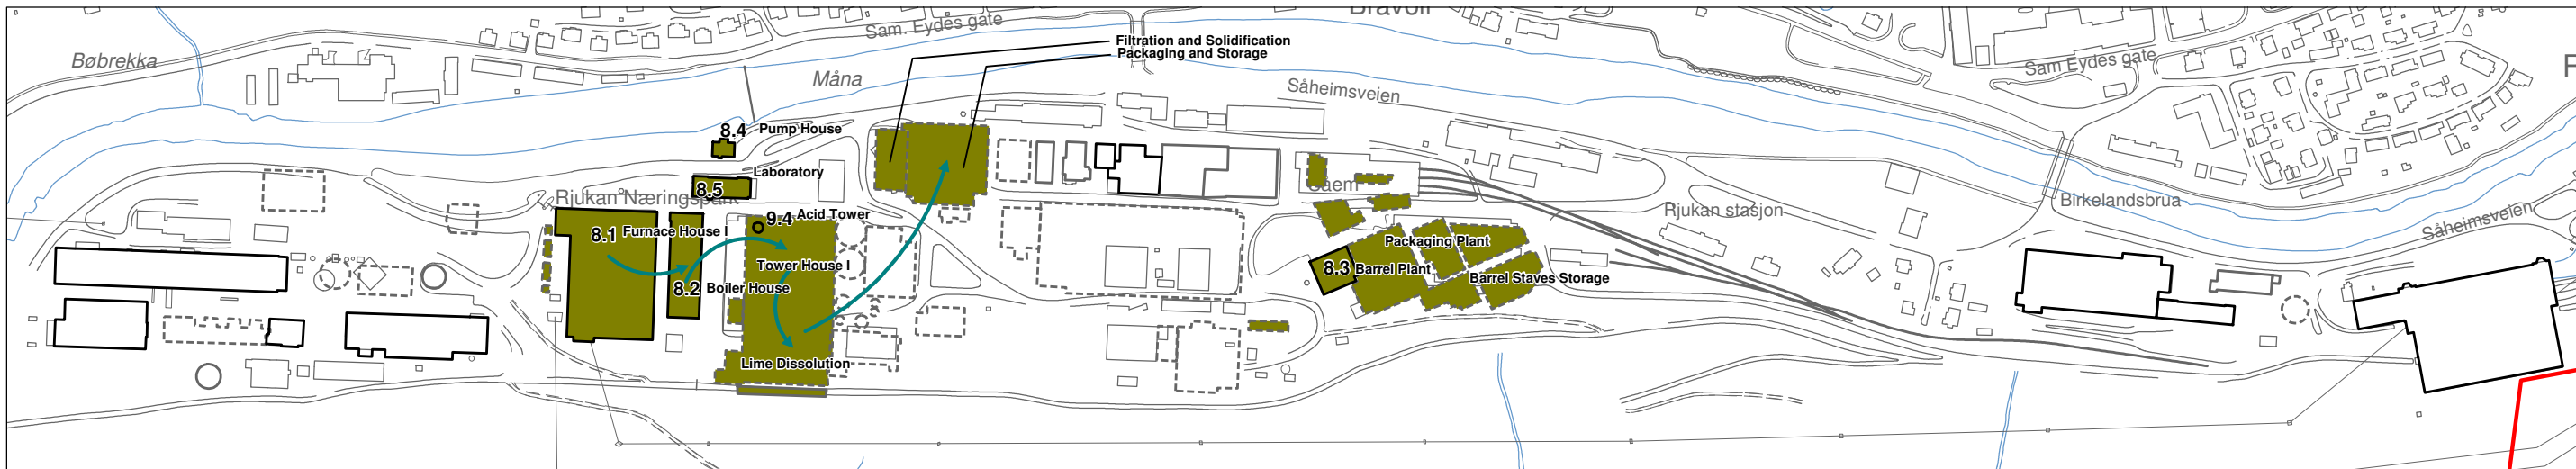 Bravoll
Sam. Eydes gate
Filtration and Solidification
Packaging and Storage
Bøbrekka
Måna
Såheimsveien
Sam Eydes gate
8.4 Pump House
Laboratory
8.5
Rjukan Næringspark
9.4 Acid Tower
8.1 Furnace House I
Tower House I
8.2 Boiler House
Lime Dissolution
Rjukan stasjon
Birkelandsbrua
Såheimsveien
Packaging Plant
8.3 Barrel Plant
Barrel Staves Storage